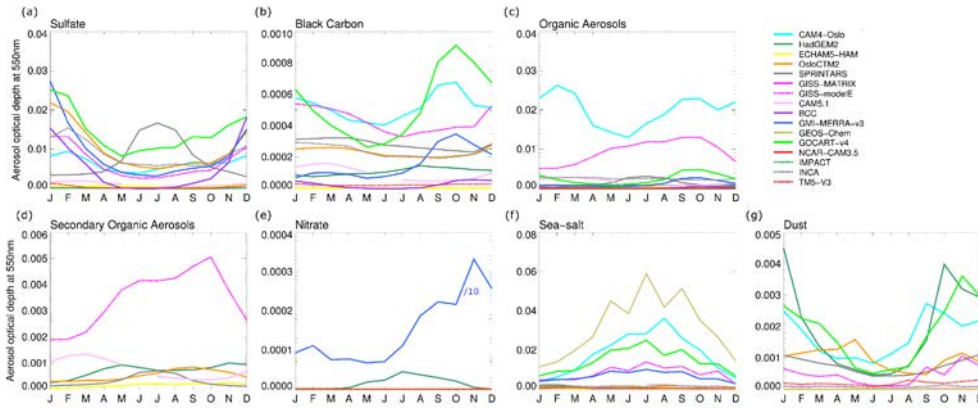 (a) Sulfate
(b) Black Carbon
(c) Organic Aerosols
Aerosol optical depth at 550nm
0.04
0.03
0.02
0.01
0.00
J F M A M J J A S O N D
0.0010
0.0008
0.0006
0.0004
0.0002
0.0000
J F M A M J J A S O N D
0.04
0.03
0.02
0.01
0.00
J F M A M J J A S O N D
CAM4-Oslo
HadGEM2
ECHAM5-HAM
OsloCTM2
SPRINTARS
GISS-MATRIX
GISS-modelE
CAM5.1
BCC
GMI-MERRA-v3
GEOS-Chem
GOCART-v4
NCAR-CAM3.5
IMPACT
INCA
TM5-V3
(d) Secondary Organic Aerosols
(e) Nitrate
(f) Sea-salt
(g) Dust
Aerosol optical depth at 550nm
0.006
0.005
0.004
0.003
0.002
0.001
0.000
J F M A M J J A S O N D
0.0004
0.0003
0.0002
0.0001
0.0000
/10
J F M A M J J A S O N D
0.08
0.06
0.04
0.02
0.00
J F M A M J J A S O N D
0.005
0.004
0.003
0.002
0.001
0.000
J F M A M J J A S O N D